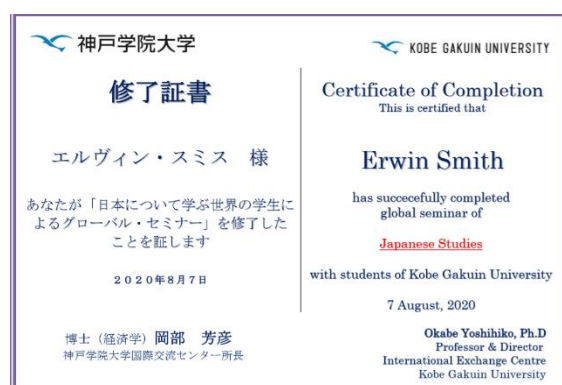 神戸学院大学
修了証書
エルヴィン・スミス 様
あなたが「日本について学ぶ世界の学生に
よるグローバル・セミナー」を修了した
ことを証します
2020年8月7日
博士（経済学）岡部 芳彦
神戸学院大学国際交流センター所長
KOBE GAKUIN UNIVERSITY
Certificate of Completion
This is certified that
Erwin Smith
has succecefully completed
global seminar of
Japanese Studies
with students of Kobe Gakuin University
7 August, 2020
Okabe Yoshihiko, Ph.D
Professor & Director
International Exchange Centre
Kobe Gakuin University